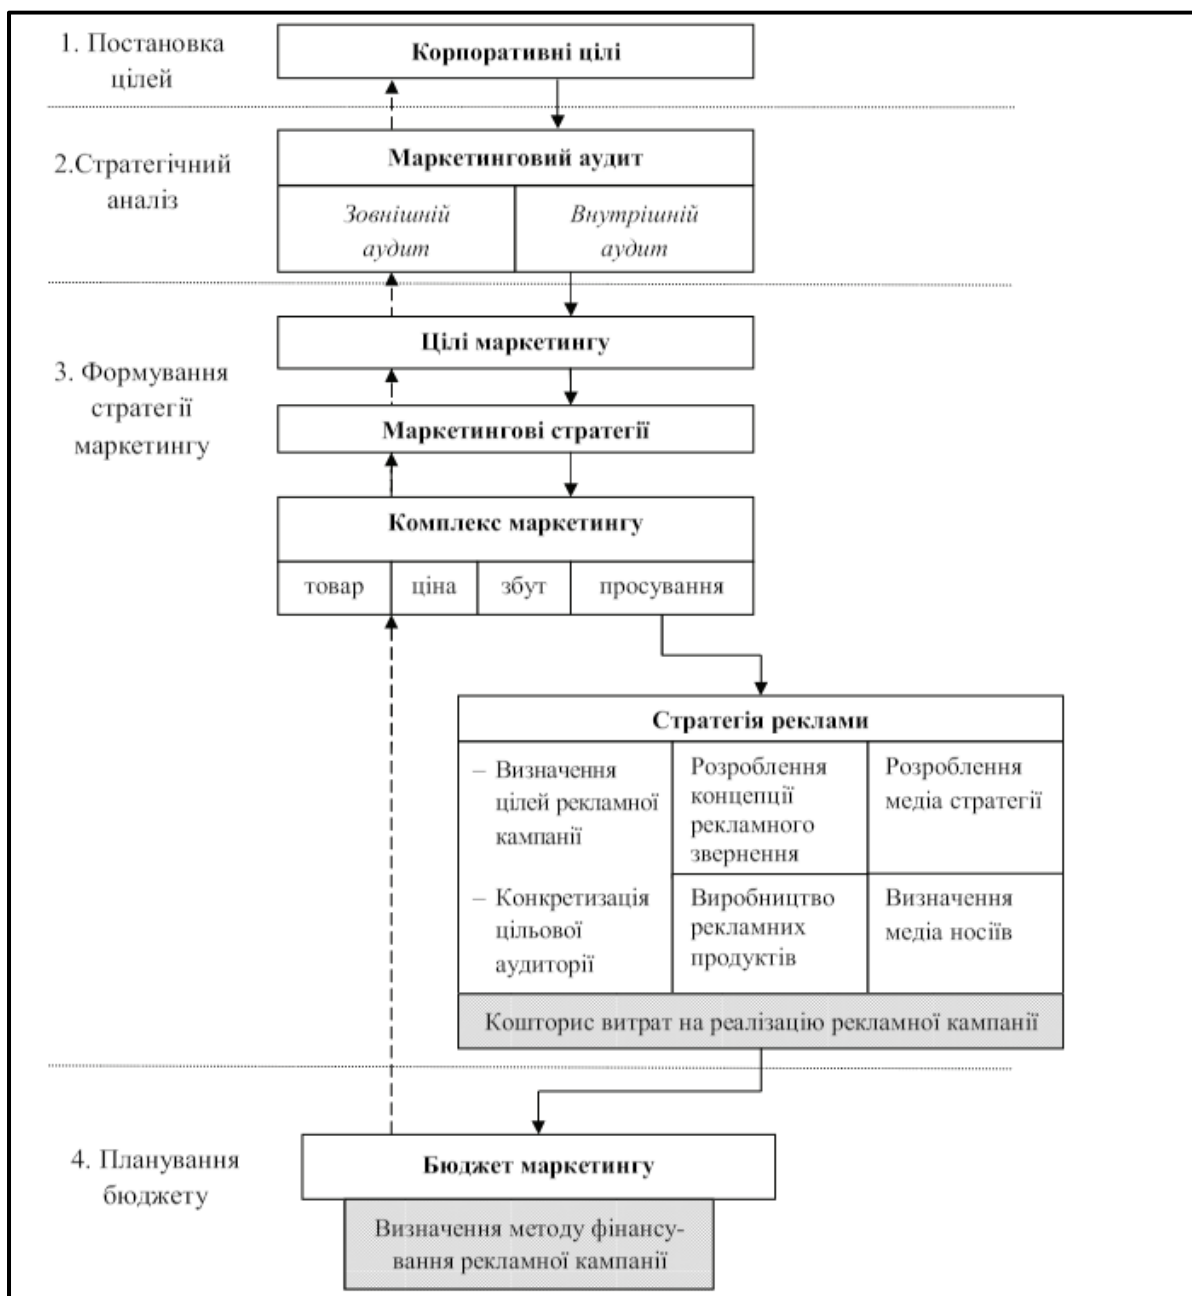 1. Постановка
цілей
Корпоративні цілі
2.Стратегічний
аналіз
Маркетинговий аудит
Зовнішній
аудит
Внутрішній
аудит
3. Формування
стратегії
маркетингу
Цілі маркетингу
Маркетингові стратегії
Комплекс маркетингу
товар
ціна
збут
просування
Стратегія реклами
– Визначення
цілей рекламної
кампанії
– Конкретизація
цільової
аудиторії
Розроблення
концепції
рекламного
звернення
Виробництво
рекламних
продуктів
Розроблення
медіа стратегії
Визначення
медіа носіїв
Кошторис витрат на реалізацію рекламної кампанії
4. Планування
бюджету
Бюджет маркетингу
Визначення методу фінансу-
вання рекламної кампанії